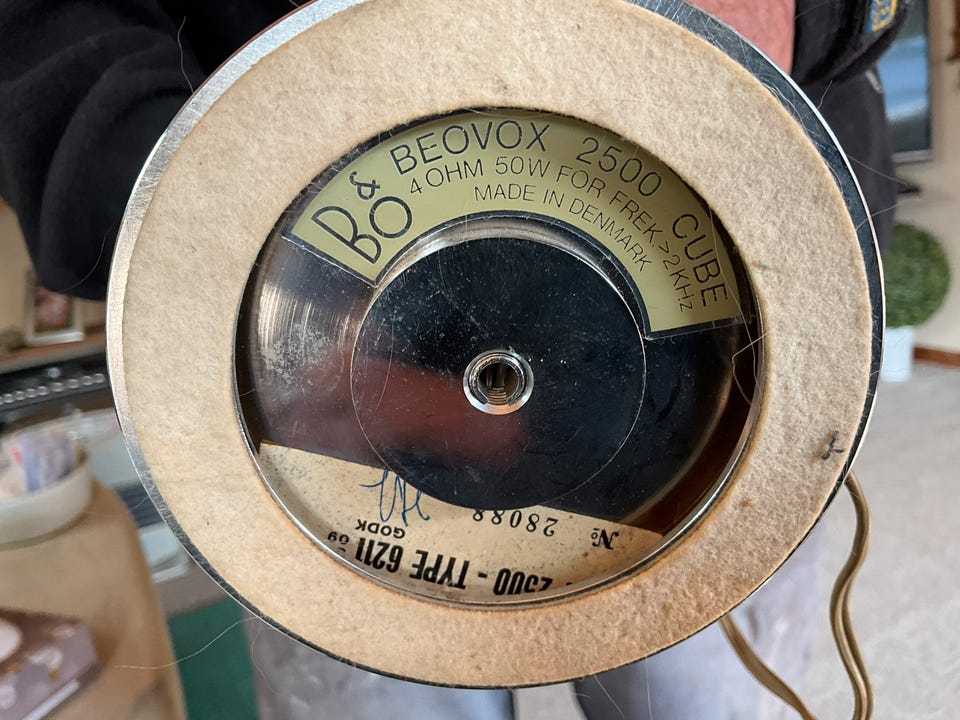 B&O
BEOVOX 2500 CUBE
4 OHM 50W FOR FREK.>2KHz
MADE IN DENMARK
№ 28088
GODK
2500 - TYPE 6211